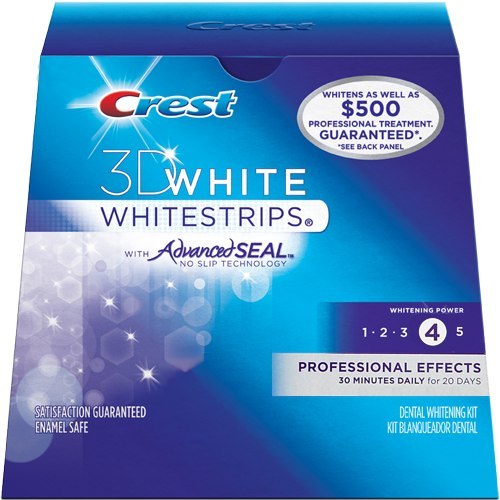 Crest
WHITENS AS WELL AS
$500
PROFESSIONAL TREATMENT.
GUARANTEED*.
*SEE BACK PANEL
3D WHITE
WHITESTRIPS®
WITH Advanced SEAL™
NO SLIP TECHNOLOGY
WHITENING POWER
1 · 2 · 3 4 5
PROFESSIONAL EFFECTS
30 MINUTES DAILY for 20 DAYS
SATISFACTION GUARANTEED
ENAMEL SAFE
DENTAL WHITENING KIT
KIT BLANQUEADOR DENTAL